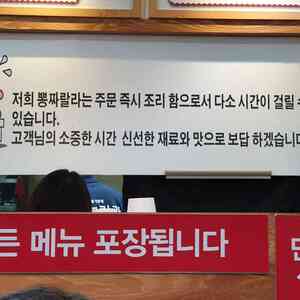 저희 뽕짜랄라는 주문 즉시 조리 함으로서 다소 시간이 걸릴 수
있습니다.
고객님의 소중한 시간 신선한 재료와 맛으로 보답 하겠습니다
든 메뉴 포장됩니다